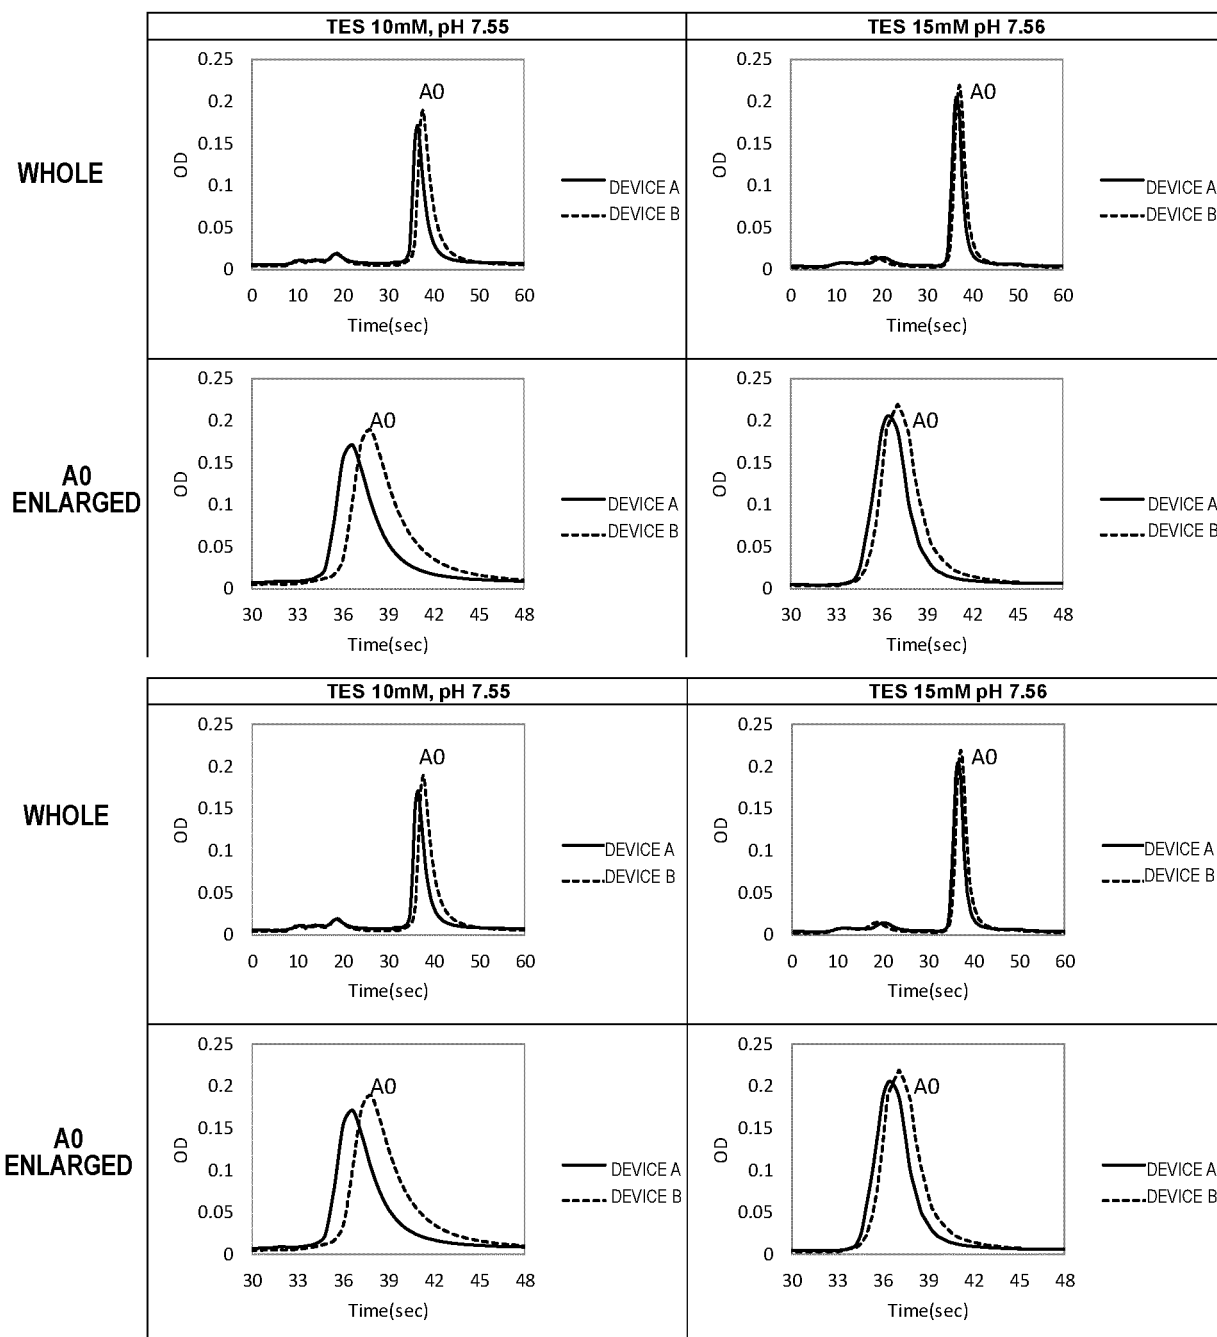 TES 10mM, pH 7.55
TES 15mM pH 7.56
WHOLE
0.25
0.2
0.15
0.1
0.05
0
OD
A0
DEVICE A
DEVICE B
0 10 20 30 40 50 60
Time(sec)
0.25
0.2
0.15
0.1
0.05
0
OD
A0
DEVICE A
DEVICE B
0 10 20 30 40 50 60
Time(sec)
A0
ENLARGED
0.25
0.2
0.15
0.1
0.05
0
OD
A0
DEVICE A
DEVICE B
30 33 36 39 42 45 48
Time(sec)
0.25
0.2
0.15
0.1
0.05
0
OD
A0
DEVICE A
DEVICE B
30 33 36 39 42 45 48
Time(sec)
TES 10mM, pH 7.55
TES 15mM pH 7.56
WHOLE
0.25
0.2
0.15
0.1
0.05
0
OD
A0
DEVICE A
DEVICE B
0 10 20 30 40 50 60
Time(sec)
0.25
0.2
0.15
0.1
0.05
0
OD
A0
DEVICE A
DEVICE B
0 10 20 30 40 50 60
Time(sec)
A0
ENLARGED
0.25
0.2
0.15
0.1
0.05
0
OD
A0
DEVICE A
DEVICE B
30 33 36 39 42 45 48
Time(sec)
0.25
0.2
0.15
0.1
0.05
0
OD
A0
DEVICE A
DEVICE B
30 33 36 39 42 45 48
Time(sec)